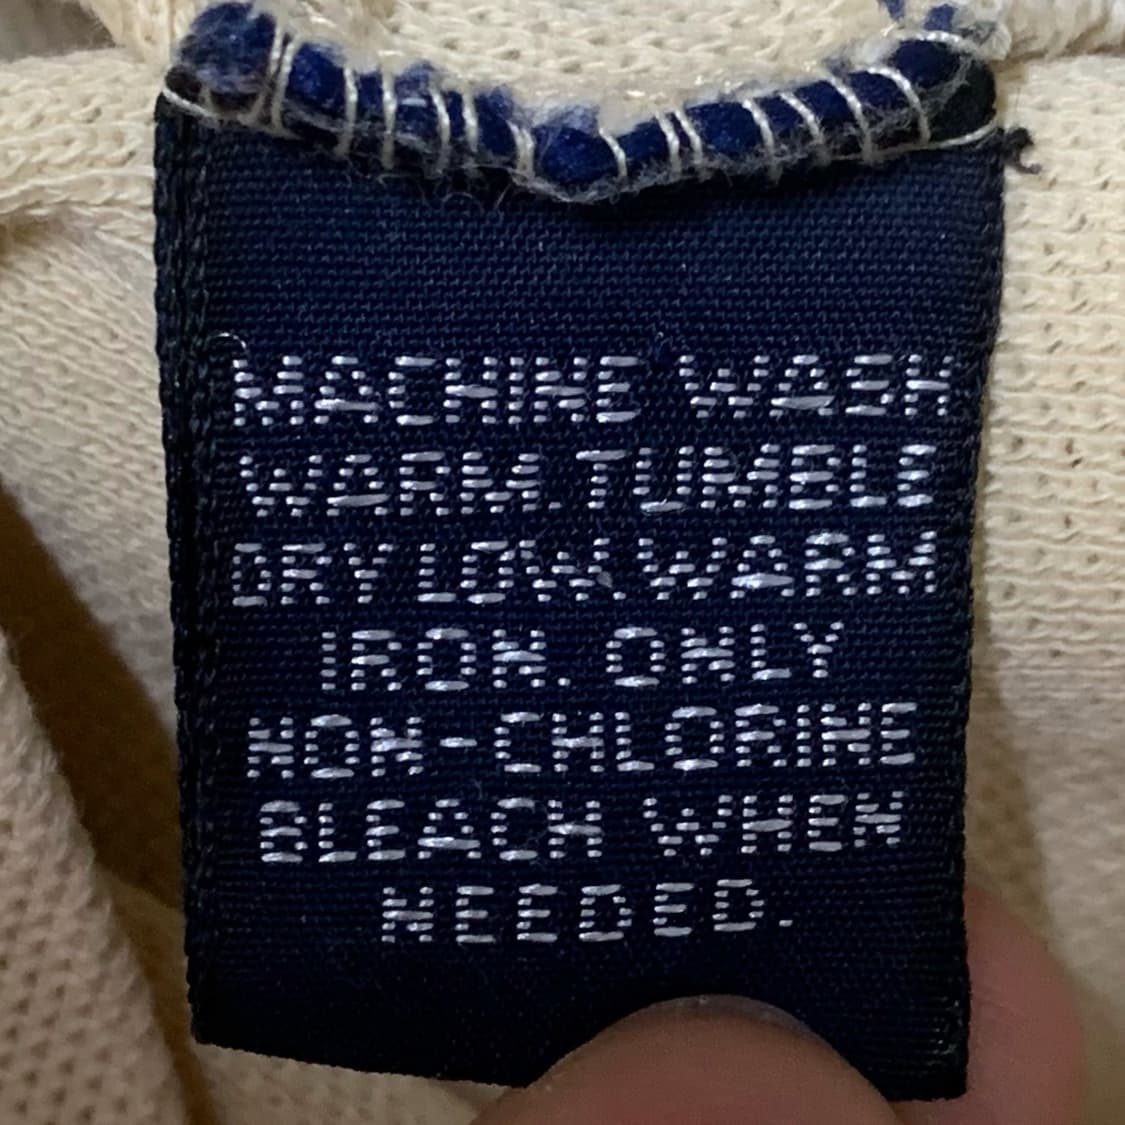 MACHINE WASH
WARM.TUMBLE
DRY LOW.WARM
IRON. ONLY
NON-CHLORINE
BLEACH WHEN
NEEDED.